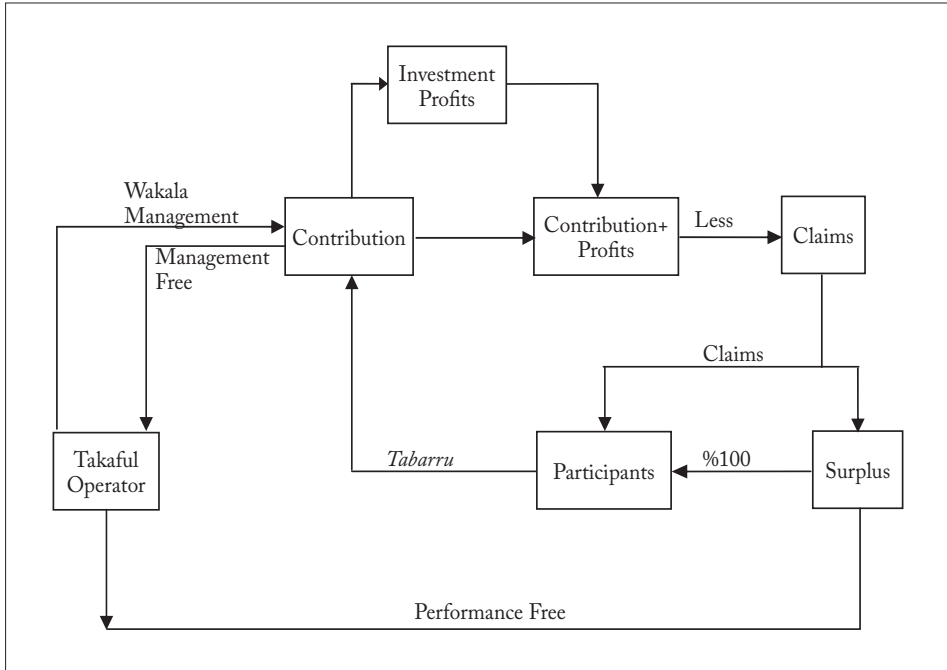 Investment
Profits
Wakala
Management
Contribution
Contribution+
Profits
Less
Claims
Management
Free
Claims
Takaful
Operator
Tabarru
Participants
%100
Surplus
Performance Free